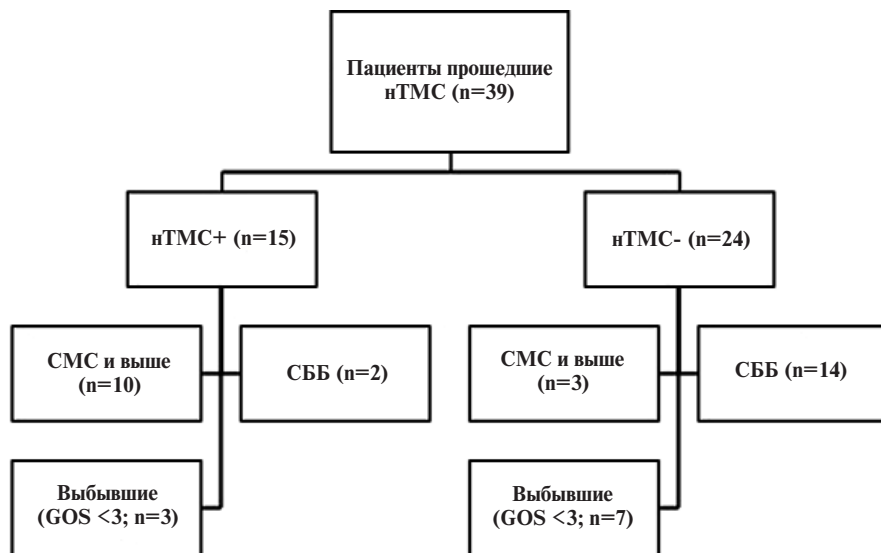 Пациенты прошедшие
нТМС (n=39)
нТМС+ (n=15)
нТМС- (n=24)
СМС и выше
(n=10)
СББ (n=2)
СМС и выше
(n=3)
СББ (n=14)
Выбывшие
(GOS <3; n=3)
Выбывшие
(GOS <3; n=7)